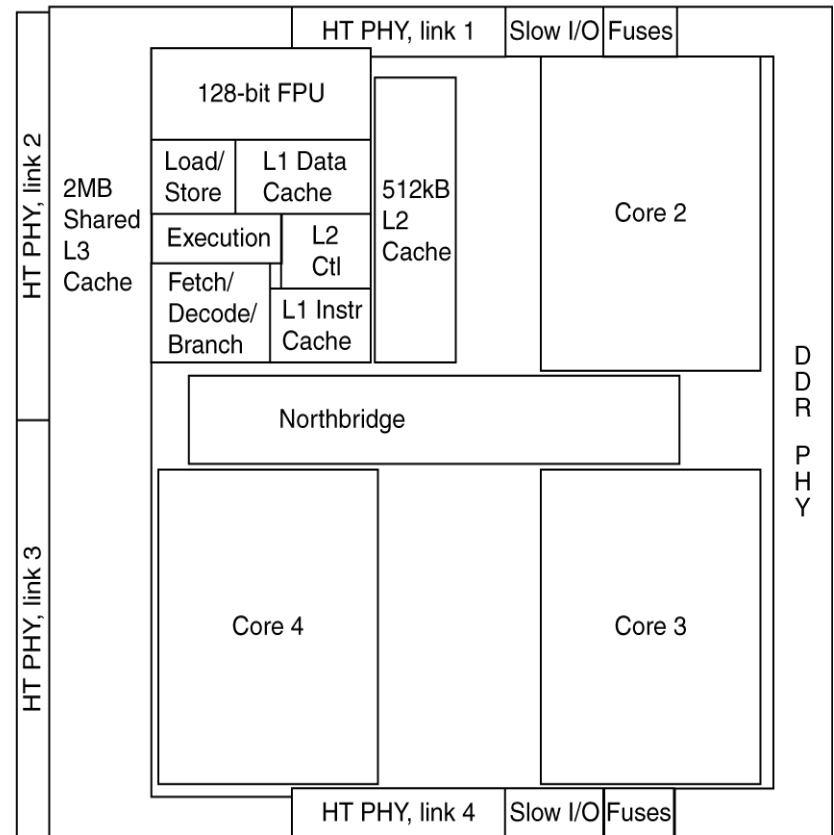 HT PHY, link 1
Slow I/O
Fuses
HT PHY, link 2
2MB
Shared
L3
Cache
128-bit FPU
Load/
Store
L1 Data
Cache
Execution
L2
Ctl
Fetch/
Decode/
Branch
L1 Instr
Cache
512kB
L2
Cache
Core 2
Northbridge
DDR PHY
HT PHY, link 3
Core 4
Core 3
HT PHY, link 4
Slow I/O
Fuses